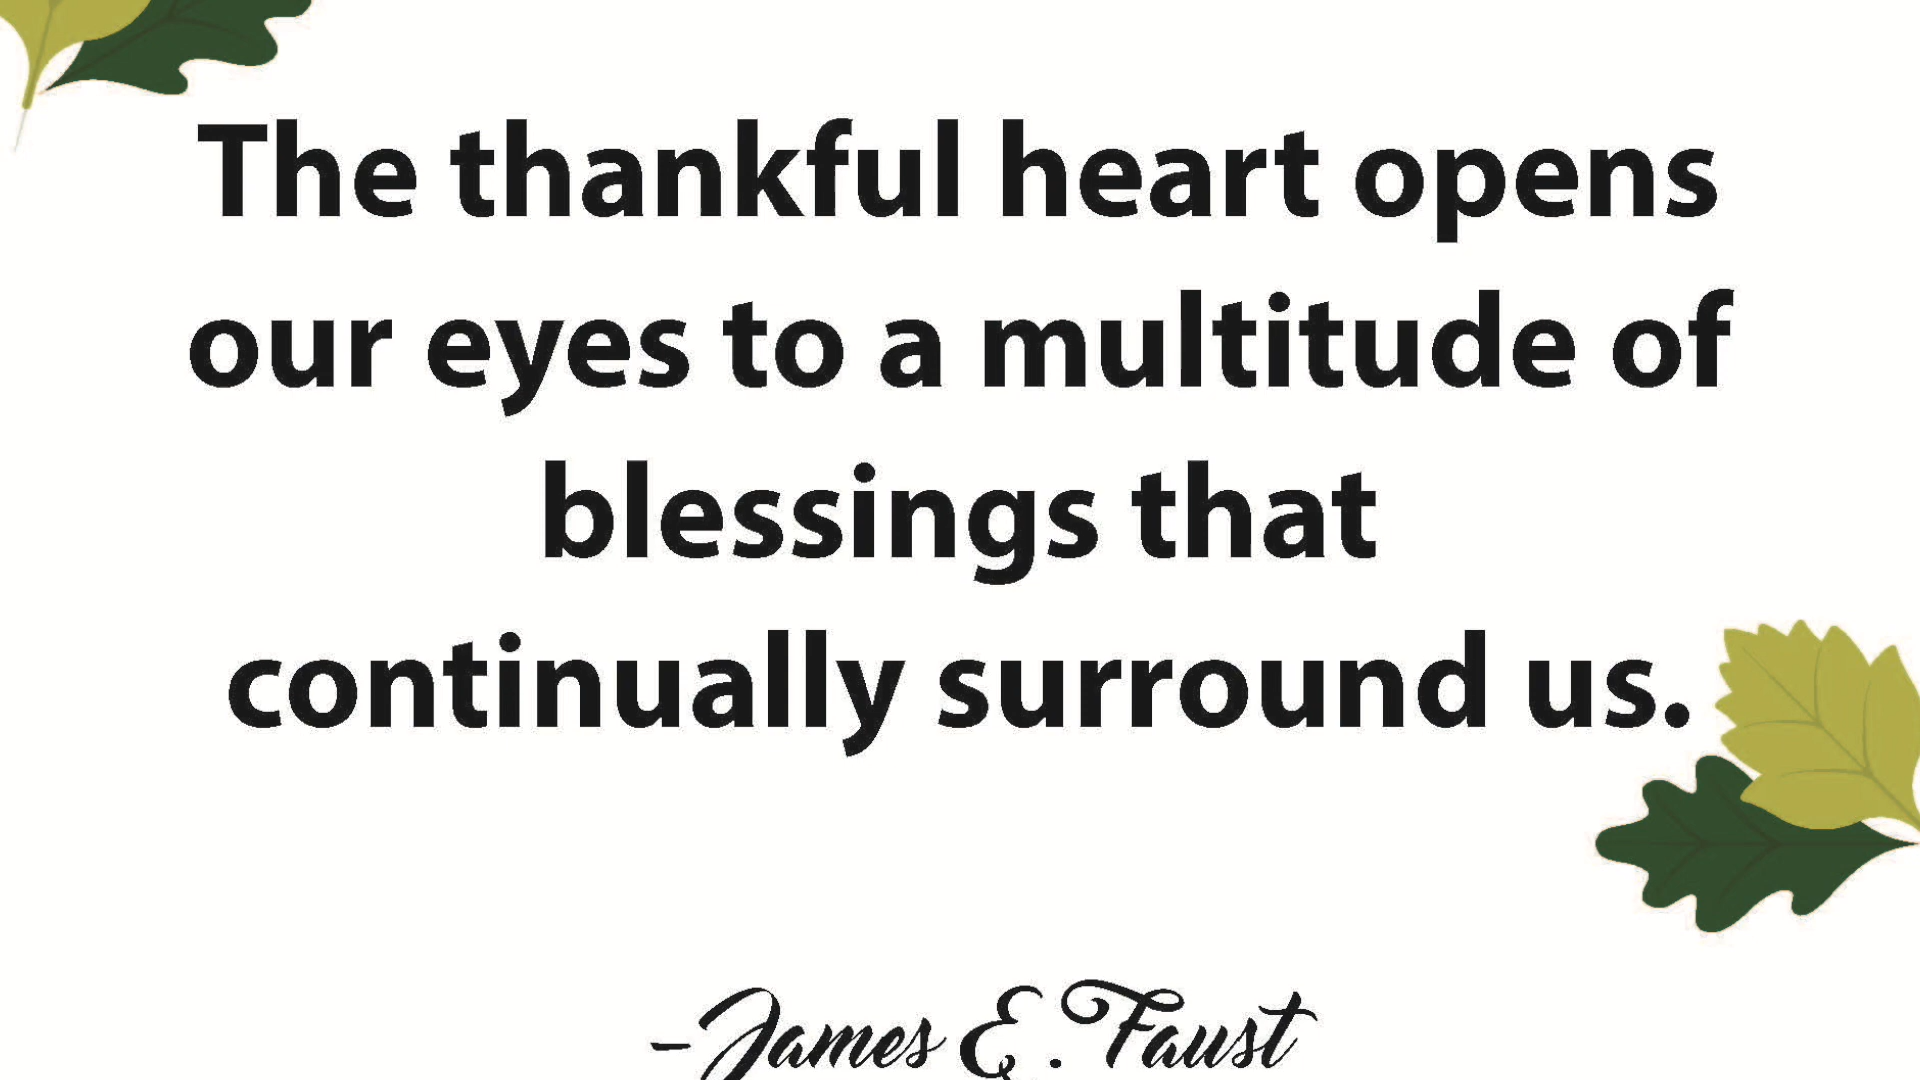 The thankful heart opens
our eyes to a multitude of
blessings that
continually surround us.
-James E. Faust